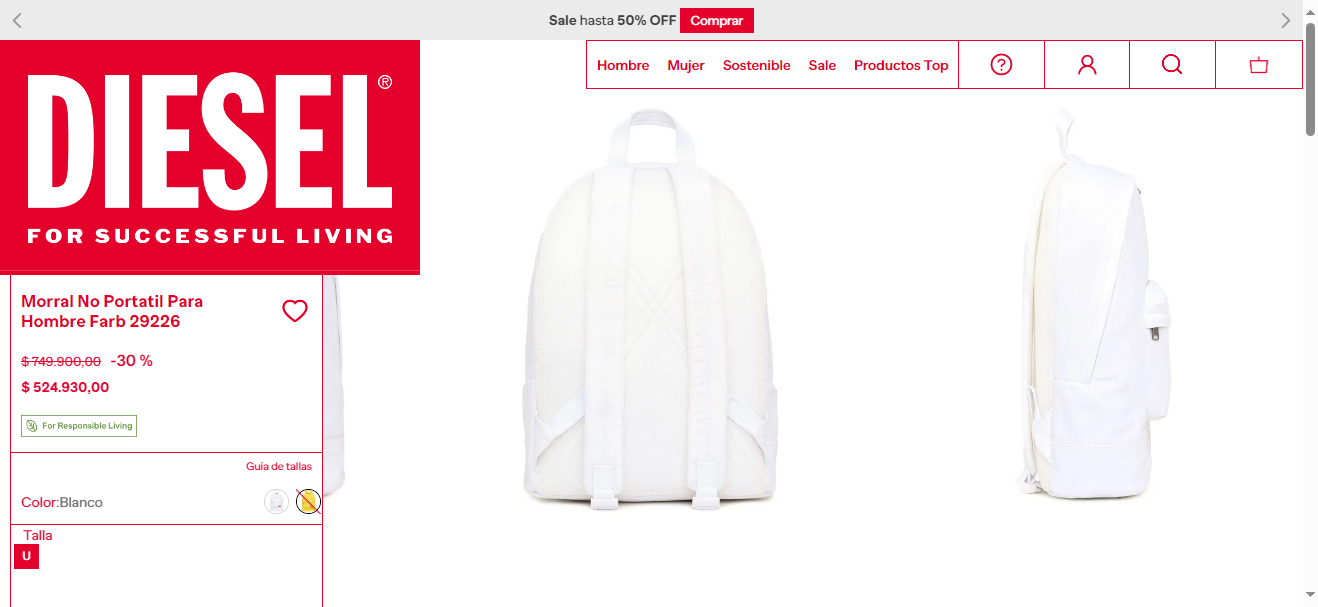 Sale hasta 50% OFF Comprar
DIESEL®
FOR SUCCESSFUL LIVING
Hombre Mujer Sostenible Sale Productos Top
Morral No Portatil Para
Hombre Farb 29226
$ 749.900,00 -30 %
$ 524.930,00
For Responsible Living
Guia de tallas
Color:Blanco
Talla
U